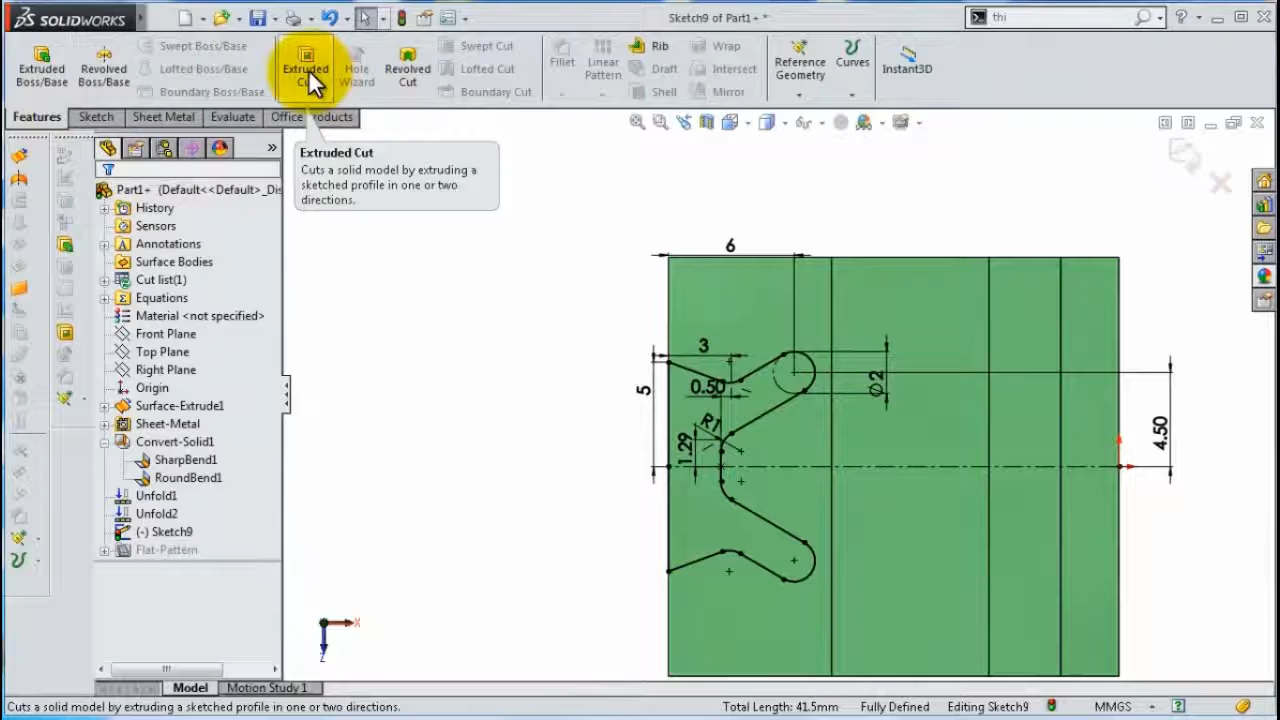 SOLIDWORKS
Sketch9 of Part1+ *
thi
Extruded Boss/Base
Revolved Boss/Base
Swept Boss/Base
Lofted Boss/Base
Boundary Boss/Base
Extruded Cut
Hole Wizard
Revolved Cut
Swept Cut
Lofted Cut
Boundary Cut
Fillet
Linear Pattern
Rib
Draft
Shell
Wrap
Intersect
Mirror
Reference Geometry
Curves
Instant3D
Features
Sketch
Sheet Metal
Evaluate
Office Products
Extruded Cut
Cuts a solid model by extruding a
sketched profile in one or two
directions.
Part1+ (Default<<Default>_Dis
History
Sensors
Annotations
Surface Bodies
Cut list(1)
Equations
Material <not specified>
Front Plane
Top Plane
Right Plane
Origin
Surface-Extrude1
Sheet-Metal
Convert-Solid1
SharpBend1
RoundBend1
Unfold1
Unfold2
(-) Sketch9
Flat-Pattern
6
3
0.50
5
R1
1.29
∅2
4.50
X
Z
Model
Motion Study 1
Cuts a solid model by extruding a sketched profile in one or two directions.
Total Length: 41.5mm
Fully Defined
Editing Sketch9
MMGS